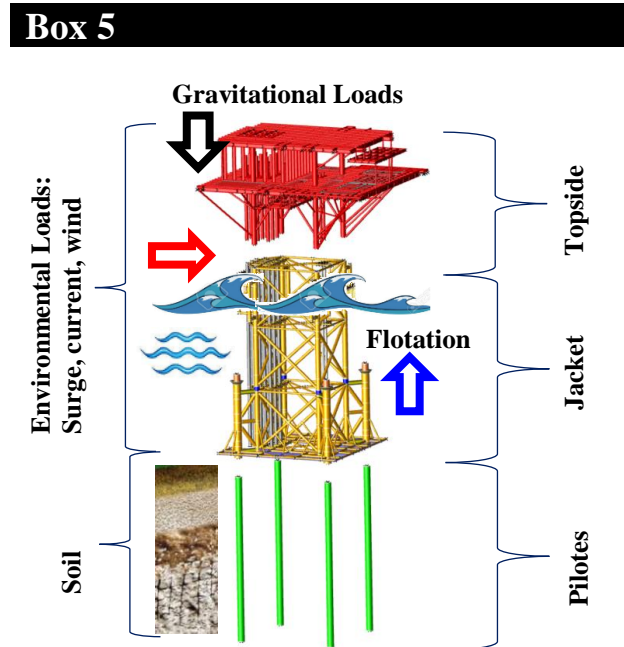 Box 5
Gravitational Loads
Environmental Loads:
Surge, current, wind
Topside
Flotation
Jacket
Soil
Pilotes